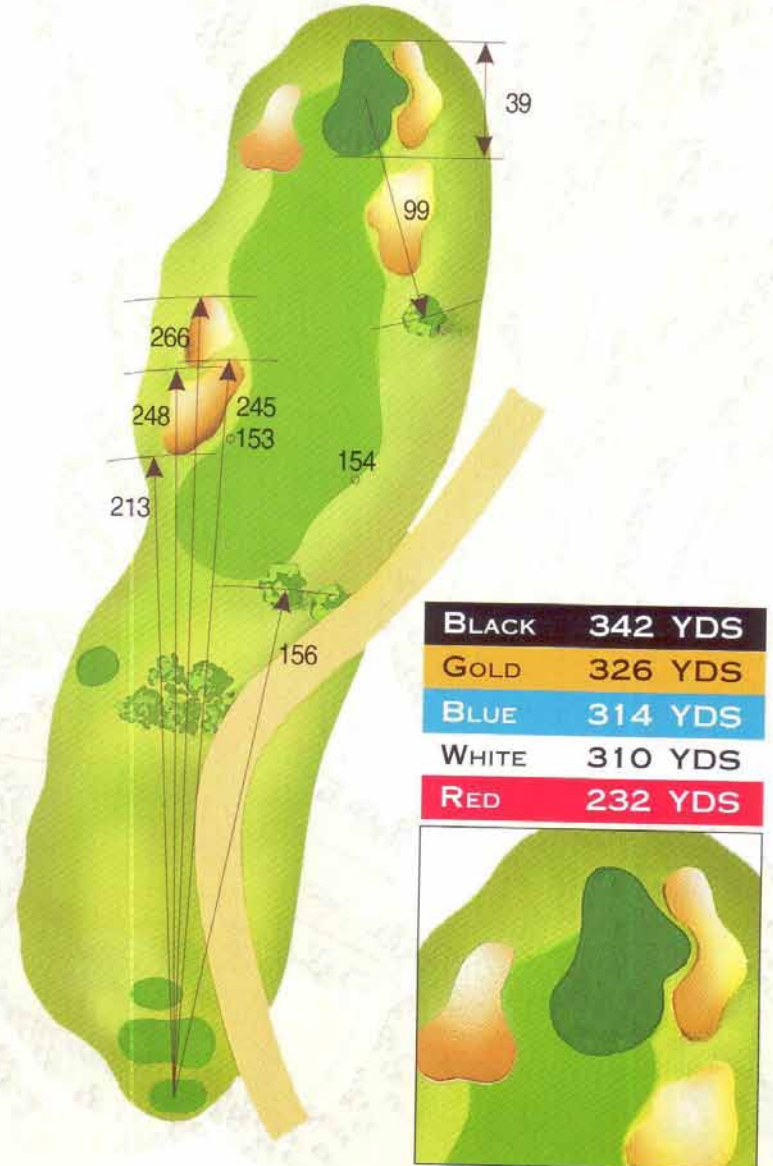 39
99
266
248
245
153
154
213
156
BLACK 342 YDS
GOLD 326 YDS
BLUE 314 YDS
WHITE 310 YDS
RED 232 YDS